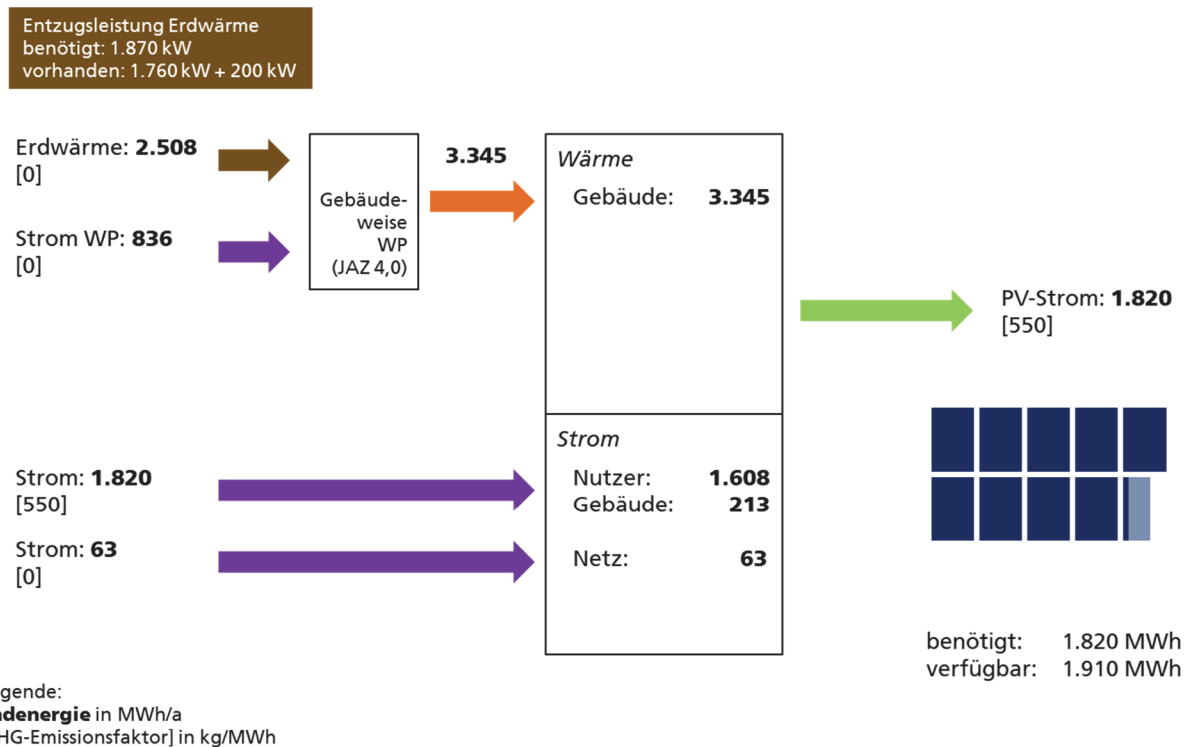 Entzugsleistung Erdwärme
benötigt: 1.870 kW
vorhanden: 1.760 kW + 200 kW
Erdwärme: 2.508
[0]
Strom WP: 836
[0]
Gebäude-
weise
WP
(JAZ 4,0)
3.345
Wärme
Gebäude: 3.345
PV-Strom: 1.820
[550]
Strom: 1.820
[550]
Strom: 63
[0]
Strom
Nutzer: 1.608
Gebäude: 213
Netz: 63
benötigt: 1.820 MWh
verfügbar: 1.910 MWh
gende:
ndenergie in MWh/a
HG-Emissionsfaktor] in kg/MWh